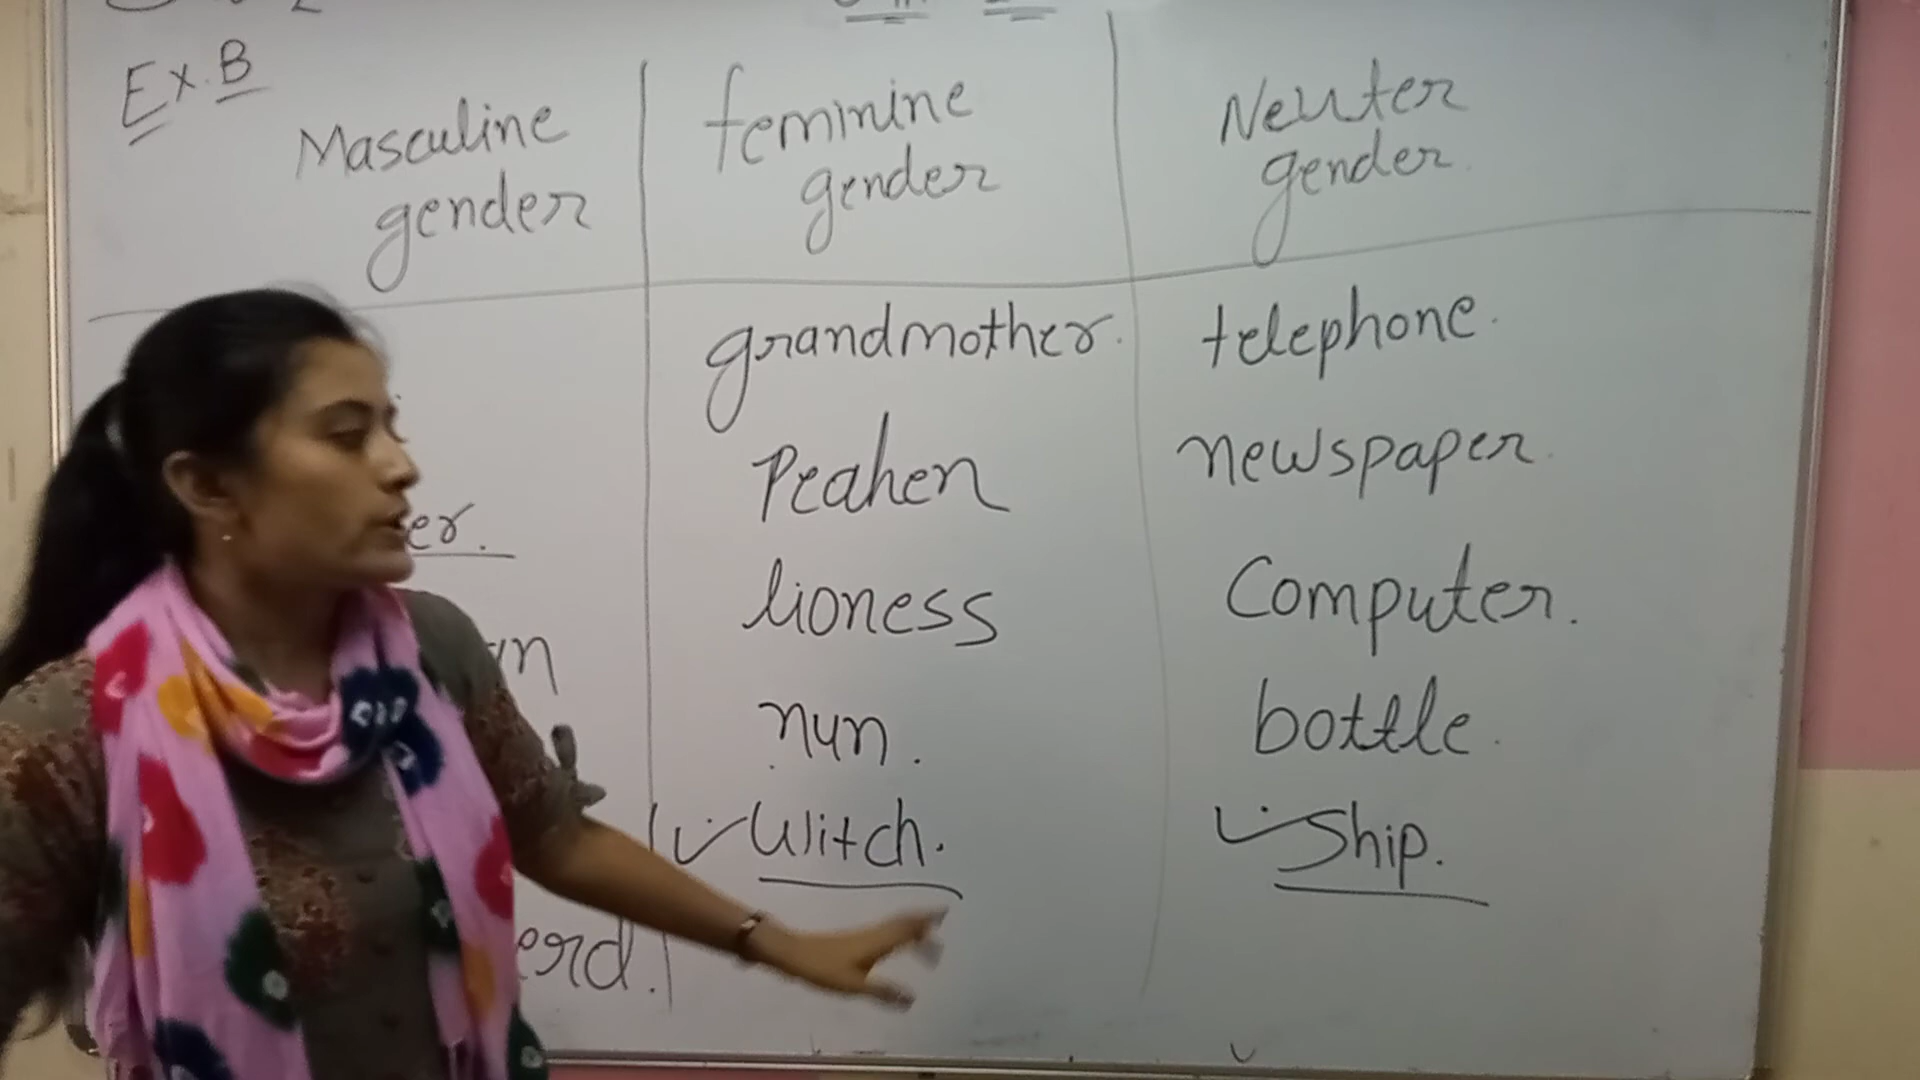 Ex. B
Masculine gender
feminine gender
Neuter gender.
grandmother.
telephone.
Peahen
newspaper.
lioness
Computer.
nun.
bottle.
Witch.
Ship.